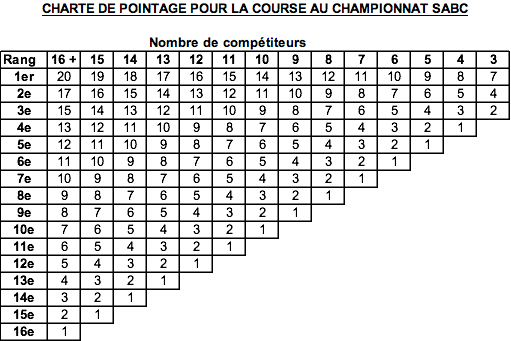 CHARTE DE POINTAGE POUR LA COURSE AU CHAMPIONNAT SABC
Nombre de compétiteurs
Rang 16 + 15 14 13 12 11 10 9 8 7 6 5 4 3
1er 20 19 18 17 16 15 14 13 12 11 10 9 8 7
2e 17 16 15 14 13 12 11 10 9 8 7 6 5 4
3e 15 14 13 12 11 10 9 8 7 6 5 4 3 2
4e 13 12 11 10 9 8 7 6 5 4 3 2 1
5e 12 11 10 9 8 7 6 5 4 3 2 1
6e 11 10 9 8 7 6 5 4 3 2 1
7e 10 9 8 7 6 5 4 3 2 1
8e 9 8 7 6 5 4 3 2 1
9e 8 7 6 5 4 3 2 1
10e 7 6 5 4 3 2 1
11e 6 5 4 3 2 1
12e 5 4 3 2 1
13e 4 3 2 1
14e 3 2 1
15e 2 1
16e 1